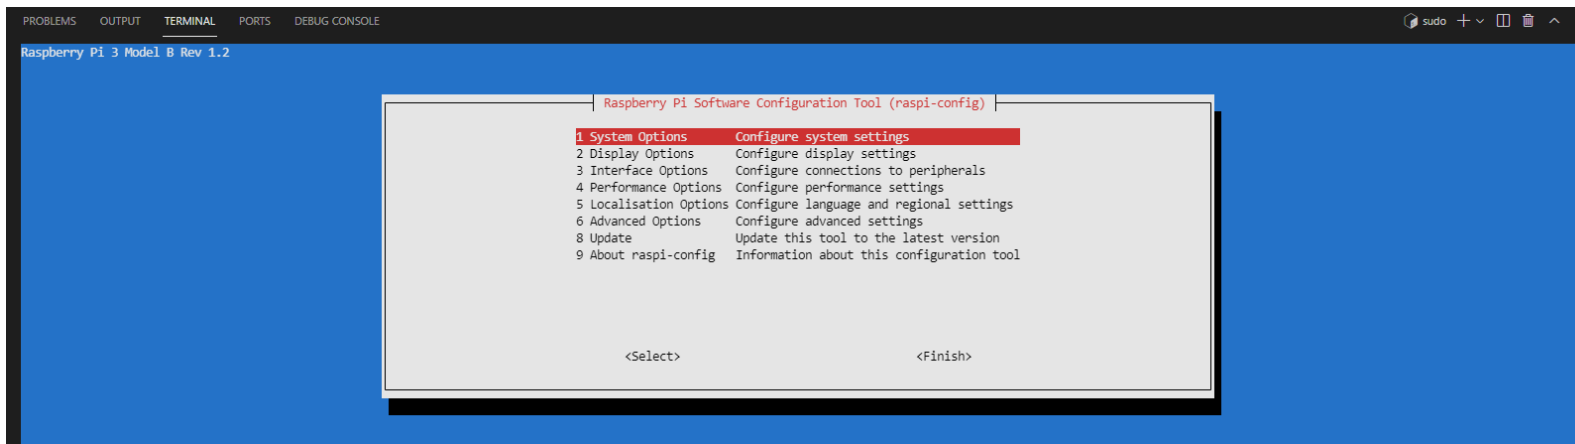 PROBLEMS OUTPUT TERMINAL PORTS DEBUG CONSOLE sudo
Raspberry Pi 3 Model B Rev 1.2
Raspberry Pi Software Configuration Tool (raspi-config)
1 System Options Configure system settings
2 Display Options Configure display settings
3 Interface Options Configure connections to peripherals
4 Performance Options Configure performance settings
5 Localisation Options Configure language and regional settings
6 Advanced Options Configure advanced settings
8 Update Update this tool to the latest version
9 About raspi-config Information about this configuration tool
<Select> <Finish>